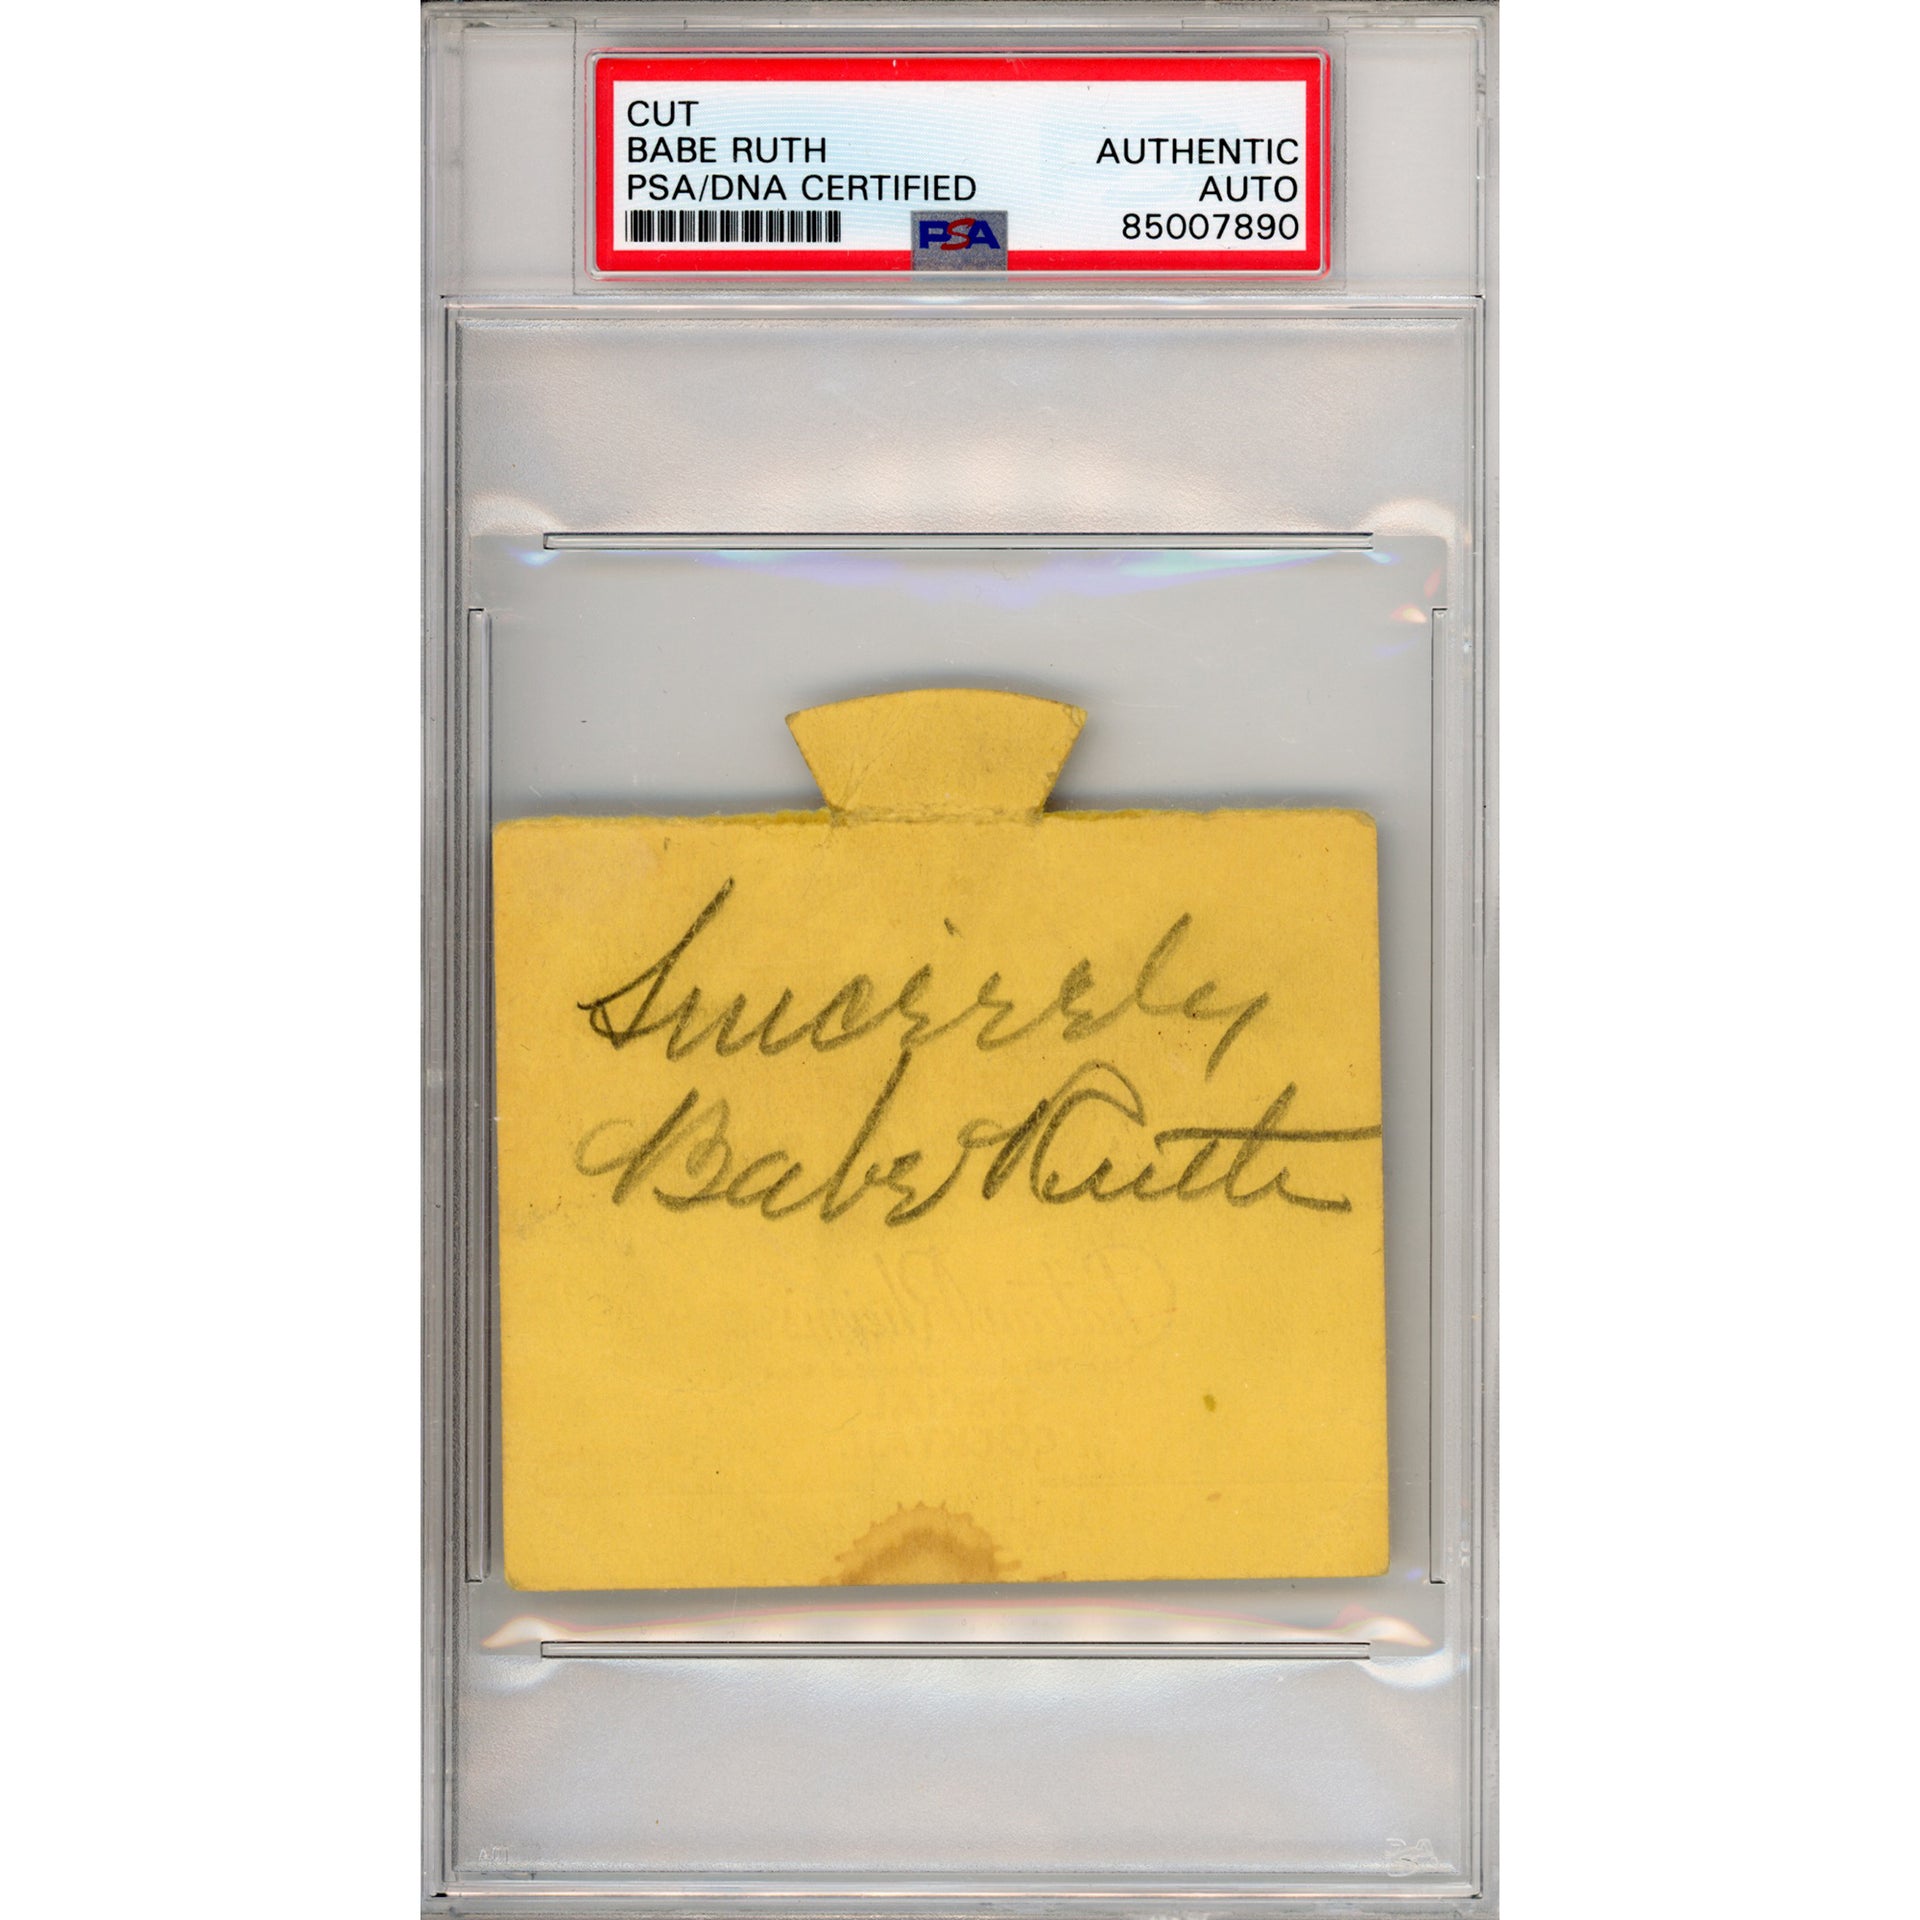 CUT
BABE RUTH
AUTHENTIC
PSA/DNA CERTIFIED
AUTO
PSA
85007890
Sincerely
Babe Ruth